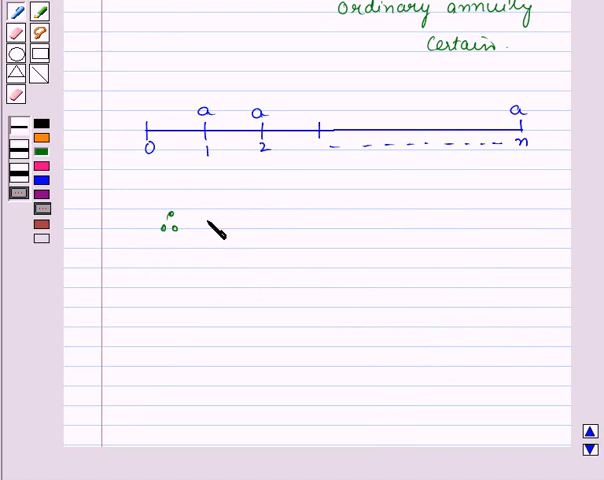 Ordinary annuity
Certain.
a a a
0 1 2 n
∴